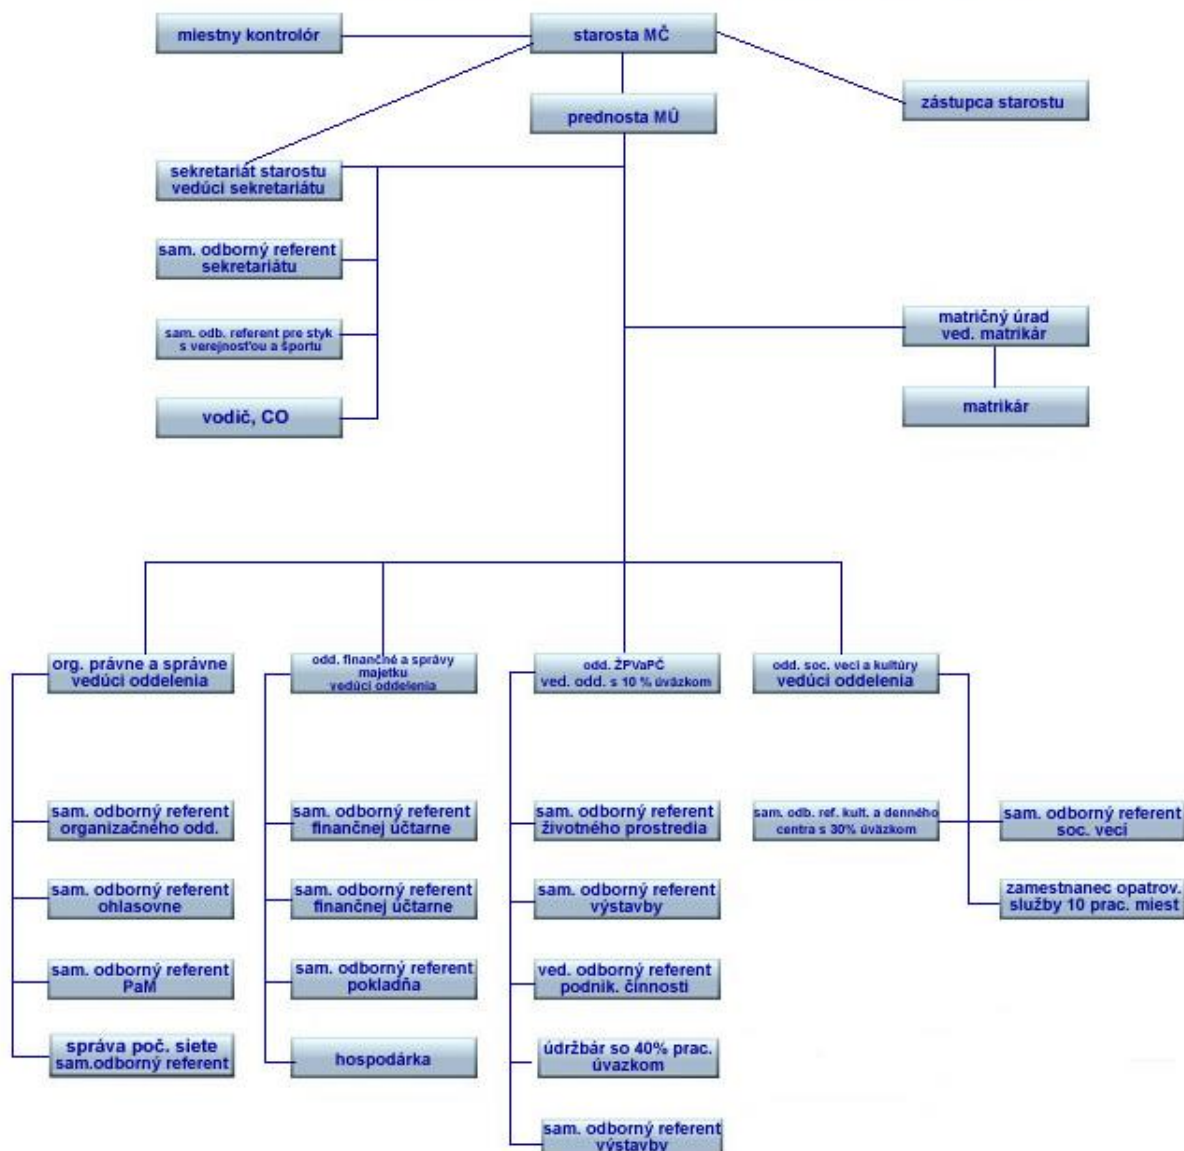 miestny kontrolór
starosta MČ
zástupca starostu
prednosta MÚ
sekretariát starostu
vedúci sekretariátu
sam. odborný referent
sekretariátu
sam. odb. referent pre styk
s verejnosťou a športu
vodič, CO
matričný úrad
ved. matrikár
matrikár
org. právne a správne
vedúci oddelenia
odd. finančné a správy
majetku
vedúci oddelenia
odd. ŽPVaPČ
ved. odd. s 10 % úväzkom
odd. soc. vecí a kultúry
vedúci oddelenia
sam. odborný referent
organizačného odd.
sam. odborný referent
ohlasovne
sam. odborný referent
PaM
správa poč. siete
sam.odborný referent
sam. odborný referent
finančnej účtarne
sam. odborný referent
finančnej účtarne
sam. odborný referent
pokladňa
hospodárka
sam. odborný referent
životného prostredia
sam. odborný referent
výstavby
ved. odborný referent
podnik. činnosti
údržbár so 40% prac.
úvazkom
sam. odborný referent
výstavby
sam. odb. ref. kult. a denného
centra s 30% úväzkom
sam. odborný referent
soc. vecí
zamestnanec opatrov.
služby 10 prac. miest